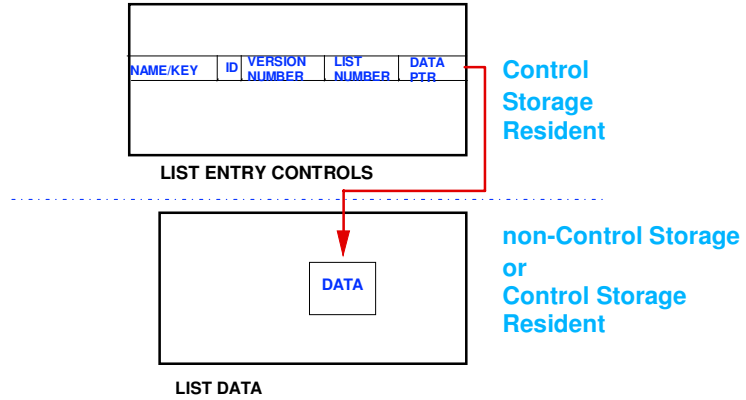 NAME/KEY ID VERSION NUMBER LIST NUMBER DATA PTR
Control
Storage
Resident
LIST ENTRY CONTROLS
non-Control Storage
or
Control Storage
Resident
DATA
LIST DATA